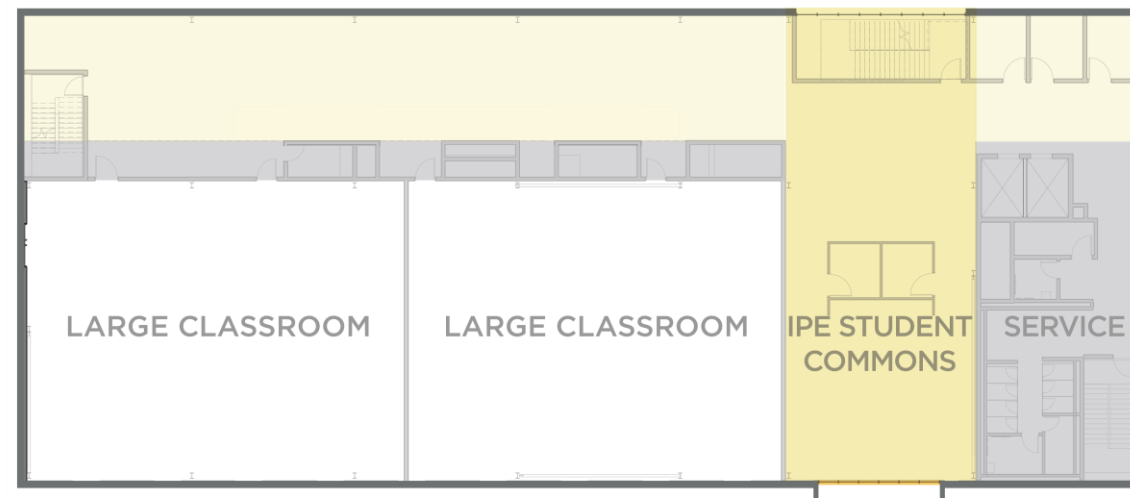 LARGE CLASSROOM
LARGE CLASSROOM
IPE STUDENT
COMMONS
SERVICE